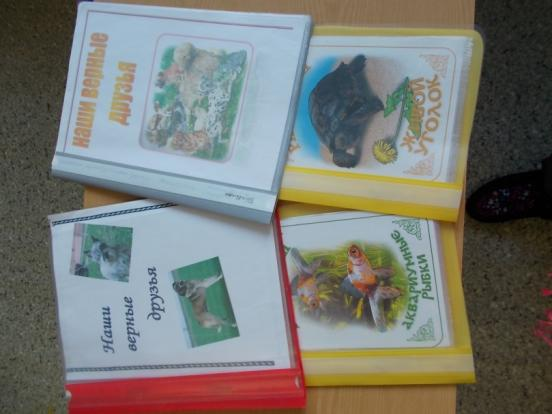 наши верные
друзья
Живой
уголок
Наши
верные
друзья
Аквариумные
рыбки